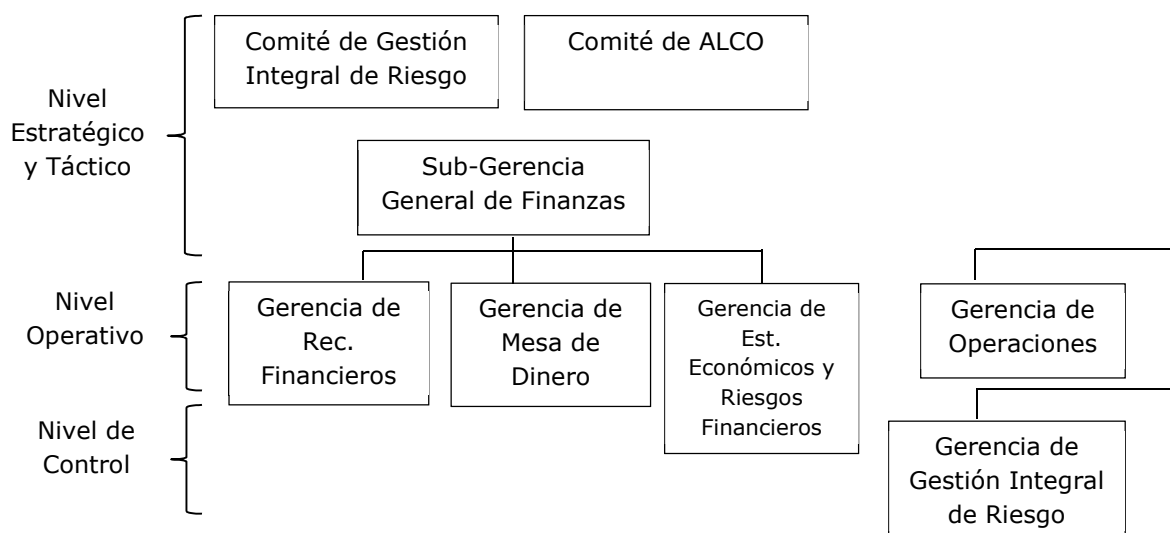 Comité de Gestión
Integral de Riesgo
Comité de ALCO
Nivel
Estratégico
y Táctico
Sub-Gerencia
General de Finanzas
Nivel
Operativo
Gerencia de
Rec.
Financieros
Gerencia de
Mesa de
Dinero
Gerencia de
Est.
Económicos y
Riesgos
Financieros
Gerencia de
Operaciones
Nivel de
Control
Gerencia de
Gestión Integral
de Riesgo